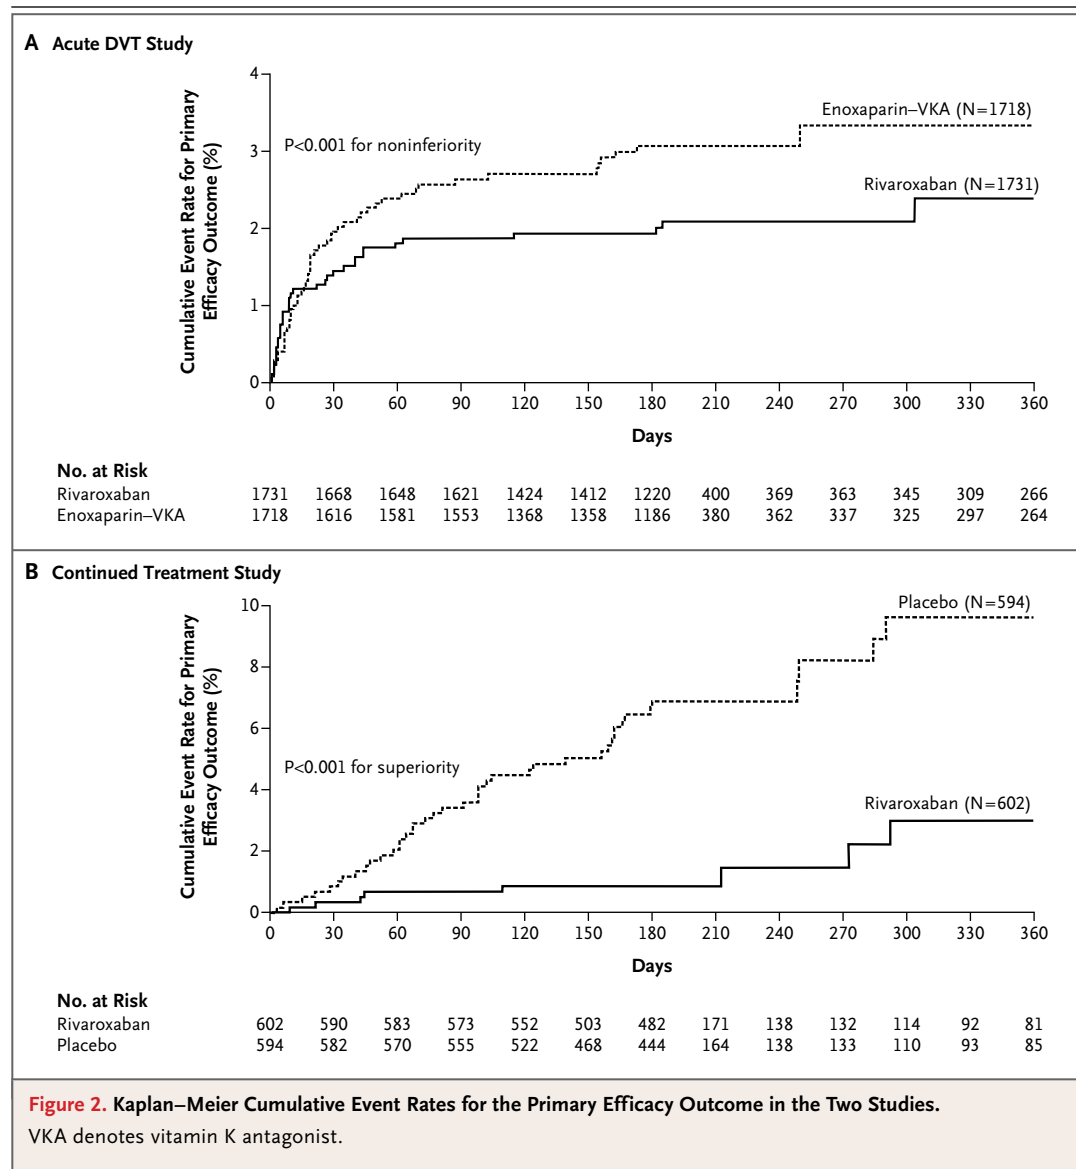 A Acute DVT Study
Cumulative Event Rate for Primary
Efficacy Outcome (%)
4
3
2
1
0
P<0.001 for noninferiority
Enoxaparin–VKA (N=1718)
Rivaroxaban (N=1731)
0 30 60 90 120 150 180 210 240 270 300 330 360
Days
No. at Risk
Rivaroxaban 1731 1668 1648 1621 1424 1412 1220 400 369 363 345 309 266
Enoxaparin–VKA 1718 1616 1581 1553 1368 1358 1186 380 362 337 325 297 264
B Continued Treatment Study
Cumulative Event Rate for Primary
Efficacy Outcome (%)
10
8
6
4
2
0
Placebo (N=594)
P<0.001 for superiority
Rivaroxaban (N=602)
0 30 60 90 120 150 180 210 240 270 300 330 360
Days
No. at Risk
Rivaroxaban 602 590 583 573 552 503 482 171 138 132 114 92 81
Placebo 594 582 570 555 522 468 444 164 138 133 110 93 85
Figure 2. Kaplan–Meier Cumulative Event Rates for the Primary Efficacy Outcome in the Two Studies.
VKA denotes vitamin K antagonist.